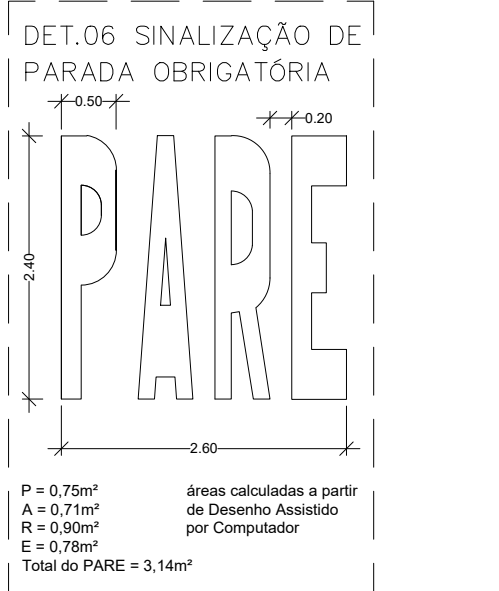 DET.06 SINALIZAÇÃO DE
PARADA OBRIGATÓRIA
0.50
0.20
PARE
2.40
2.60
P = 0,75m²
A = 0,71m²
R = 0,90m²
E = 0,78m²
Total do PARE = 3,14m²
áreas calculadas a partir
de Desenho Assistido
por Computador